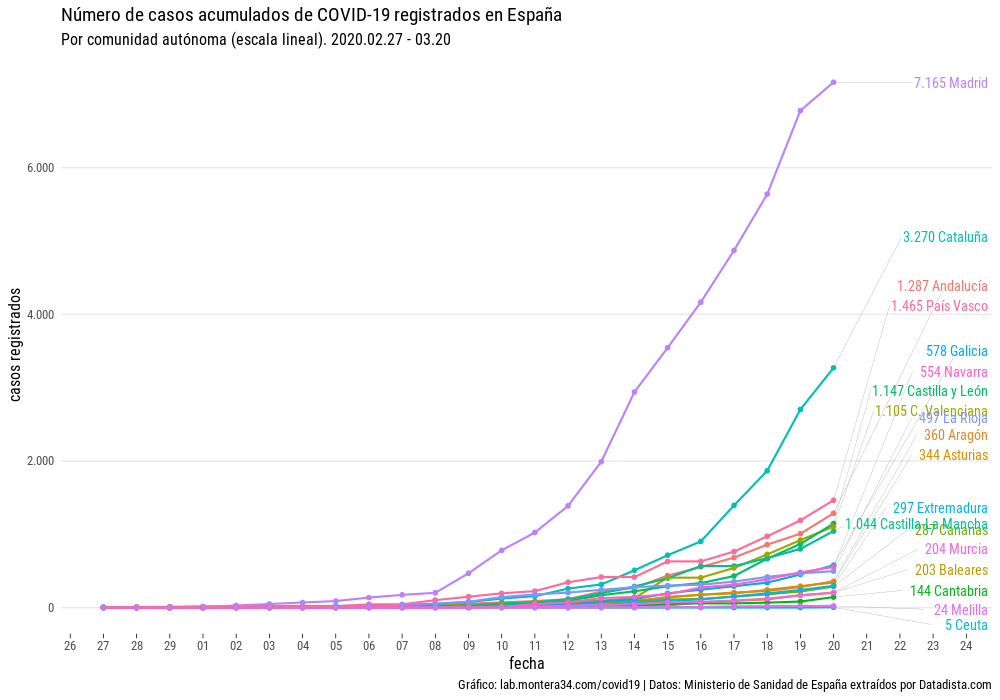 Número de casos acumulados de COVID-19 registrados en España
Por comunidad autónoma (escala lineal). 2020.02.27 - 03.20
7.165 Madrid
6.000
3.270 Cataluña
1.287 Andalucía
1.465 País Vasco
4.000
578 Galicia
554 Navarra
1.147 Castilla y León
1.105 C. Valenciana
497 La Rioja
360 Aragón
344 Asturias
2.000
297 Extremadura
1.044 Castilla-La Mancha
287 Canarias
204 Murcia
203 Baleares
144 Cantabria
24 Melilla
0
5 Ceuta
casos registrados
26 27 28 29 01 02 03 04 05 06 07 08 09 10 11 12 13 14 15 16 17 18 19 20 21 22 23 24
fecha
Gráfico: lab.montera34.com/covid19 | Datos: Ministerio de Sanidad de España extraídos por Datadista.com